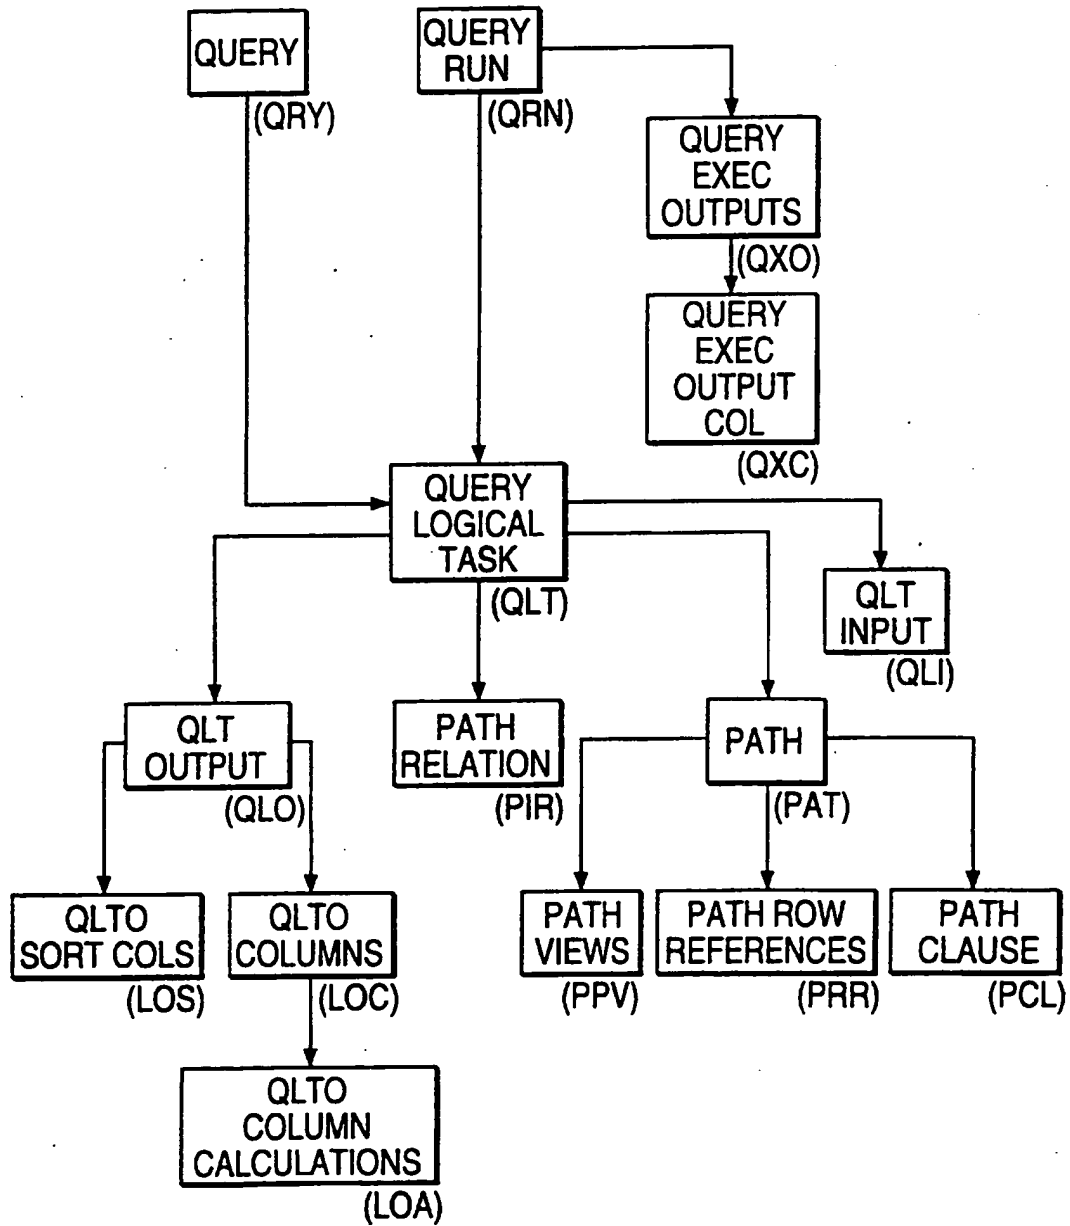 QUERY
(QRY)
QUERY
RUN
(QRN)
QUERY
EXEC
OUTPUTS
(QXO)
QUERY
EXEC
OUTPUT
COL
(QXC)
QUERY
LOGICAL
TASK
(QLT)
QLT
INPUT
(QLI)
QLT
OUTPUT
(QLO)
PATH
RELATION
(PIR)
PATH
(PAT)
QLTO
SORT COLS
(LOS)
QLTO
COLUMNS
(LOC)
PATH
VIEWS
(PPV)
PATH ROW
REFERENCES
(PRR)
PATH
CLAUSE
(PCL)
QLTO
COLUMN
CALCULATIONS
(LOA)